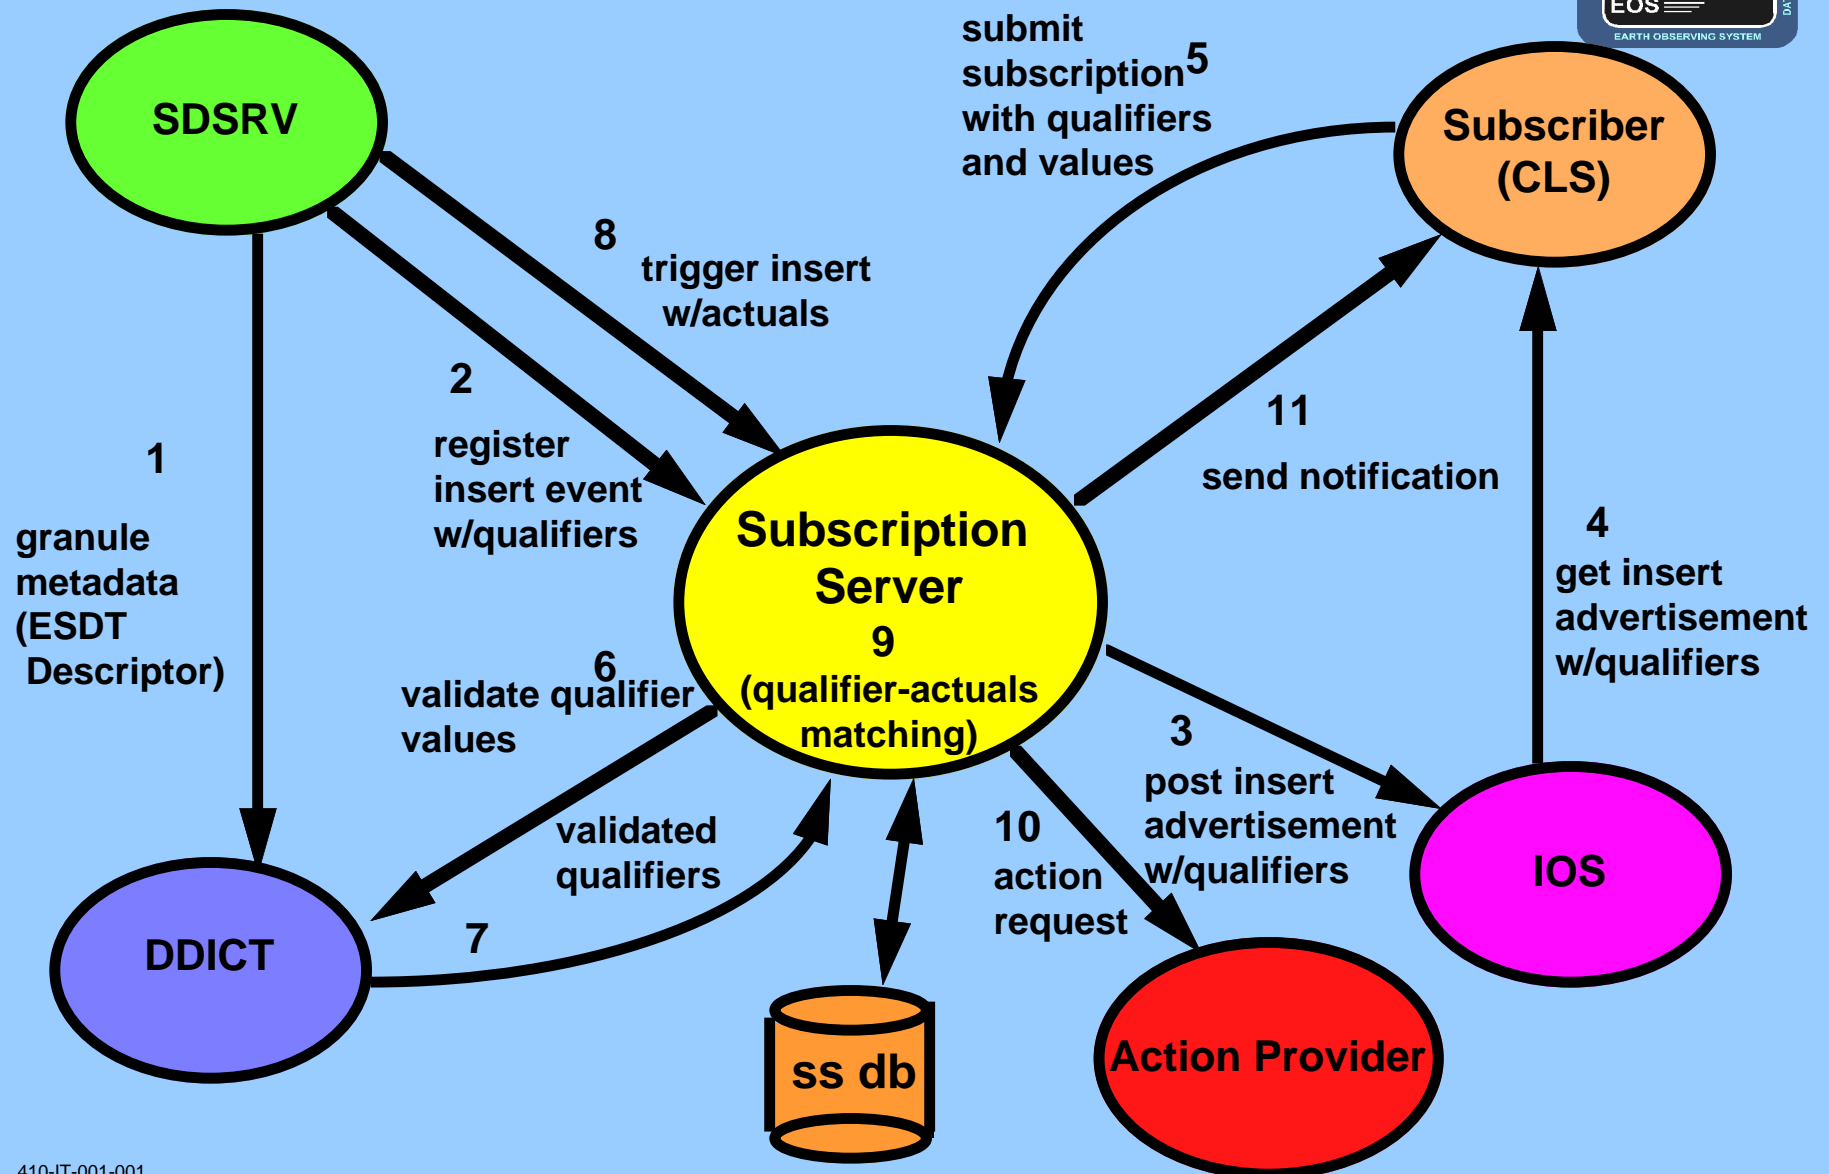 EOS
DAT
EARTH OBSERVING SYSTEM
submit
subscription 5
with qualifiers
and values
SDSRV
Subscriber
(CLS)
8
trigger insert
w/actuals
2
register
insert event
w/qualifiers
1
granule
metadata
(ESDT
Descriptor)
11
send notification
4
get insert
advertisement
w/qualifiers
Subscription
Server
9
(qualifier-actuals
matching)
6
validate qualifier
values
3
post insert
advertisement
w/qualifiers
validated
qualifiers
7
10
action
request
DDICT
IOS
ss db
Action Provider
410-IT-001-001